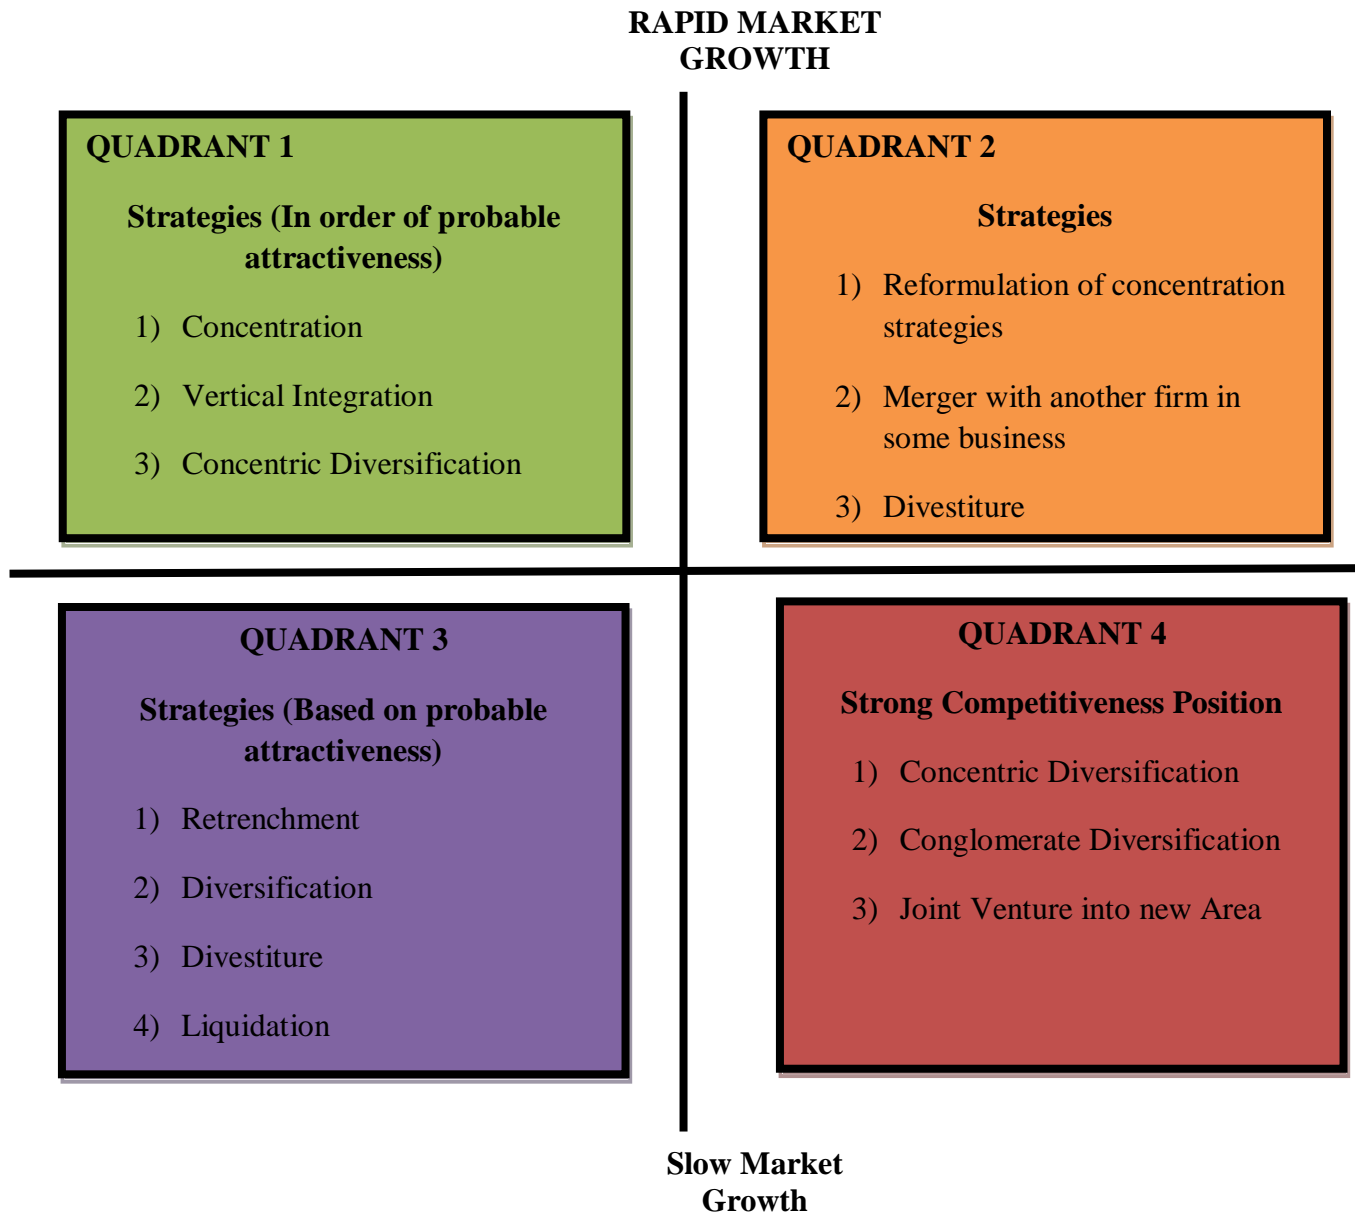 RAPID MARKET
GROWTH
QUADRANT 1
Strategies (In order of probable
attractiveness)
1) Concentration
2) Vertical Integration
3) Concentric Diversification
QUADRANT 2
Strategies
1) Reformulation of concentration
strategies
2) Merger with another firm in
some business
3) Divestiture
QUADRANT 3
Strategies (Based on probable
attractiveness)
1) Retrenchment
2) Diversification
3) Divestiture
4) Liquidation
QUADRANT 4
Strong Competitiveness Position
1) Concentric Diversification
2) Conglomerate Diversification
3) Joint Venture into new Area
Slow Market
Growth